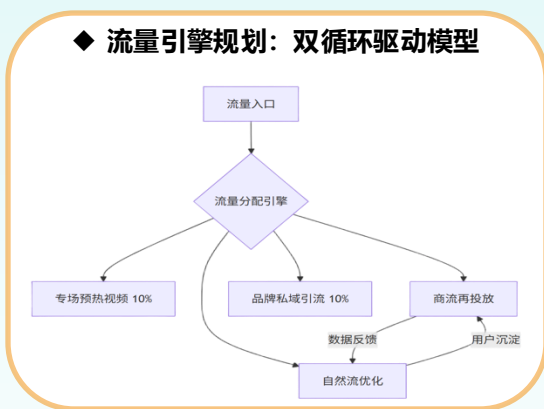 ◆ 流量引擎规划：双循环驱动模型
流量入口
流量分配引擎
专场预热视频 10%
品牌私域引流 10%
商流再投放
数据反馈
用户沉淀
自然流优化